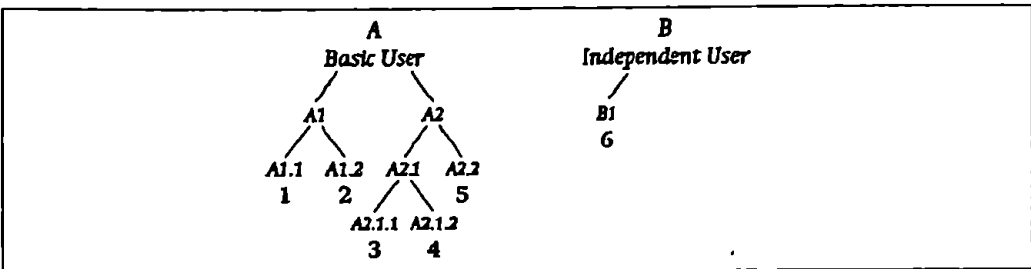 A B
Basic User Independent User
A1 A2 B1
6
A1.1 A1.2 A2.1 A2.2
1 2 5
A2.1.1 A2.1.2
3 4